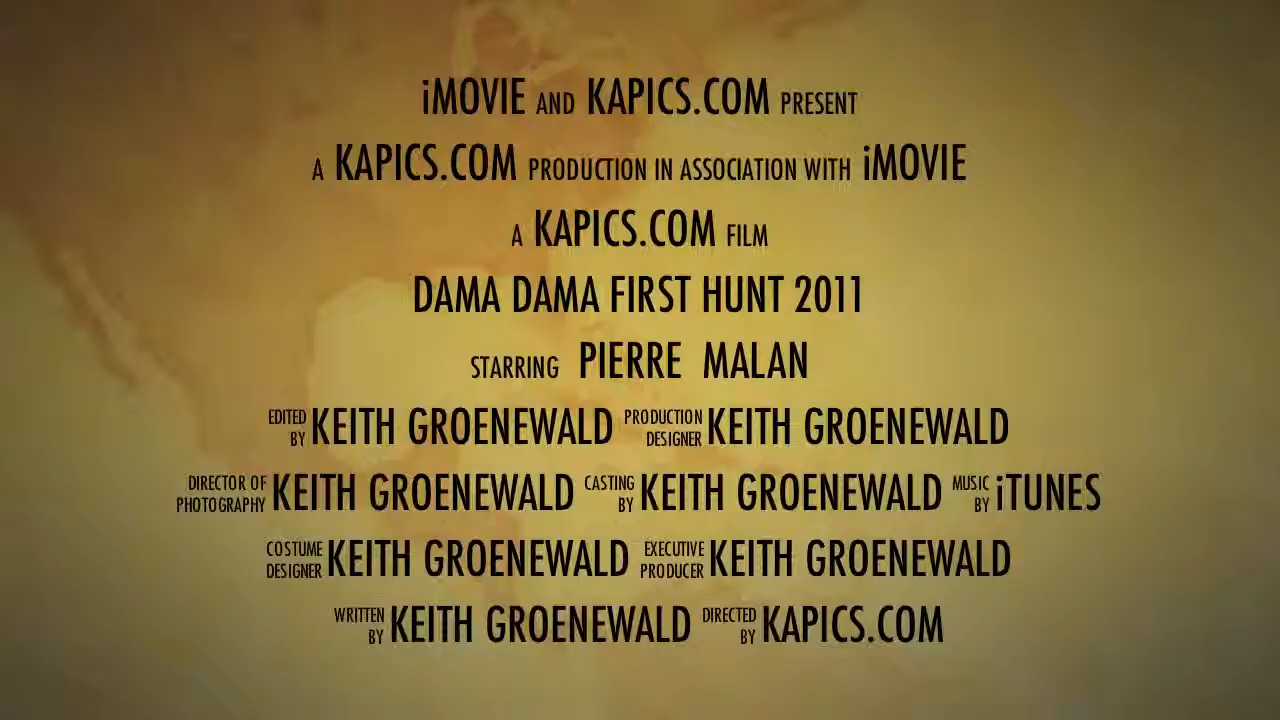 iMOVIE AND KAPICS.COM PRESENT
A KAPICS.COM PRODUCTION IN ASSOCIATION WITH iMOVIE
A KAPICS.COM FILM
DAMA DAMA FIRST HUNT 2011
STARRING PIERRE MALAN
EDITED BY KEITH GROENEWALD PRODUCTION DESIGNER KEITH GROENEWALD
DIRECTOR OF PHOTOGRAPHY KEITH GROENEWALD CASTING BY KEITH GROENEWALD MUSIC BY iTUNES
COSTUME DESIGNER KEITH GROENEWALD EXECUTIVE PRODUCER KEITH GROENEWALD
WRITTEN BY KEITH GROENEWALD DIRECTED BY KAPICS.COM